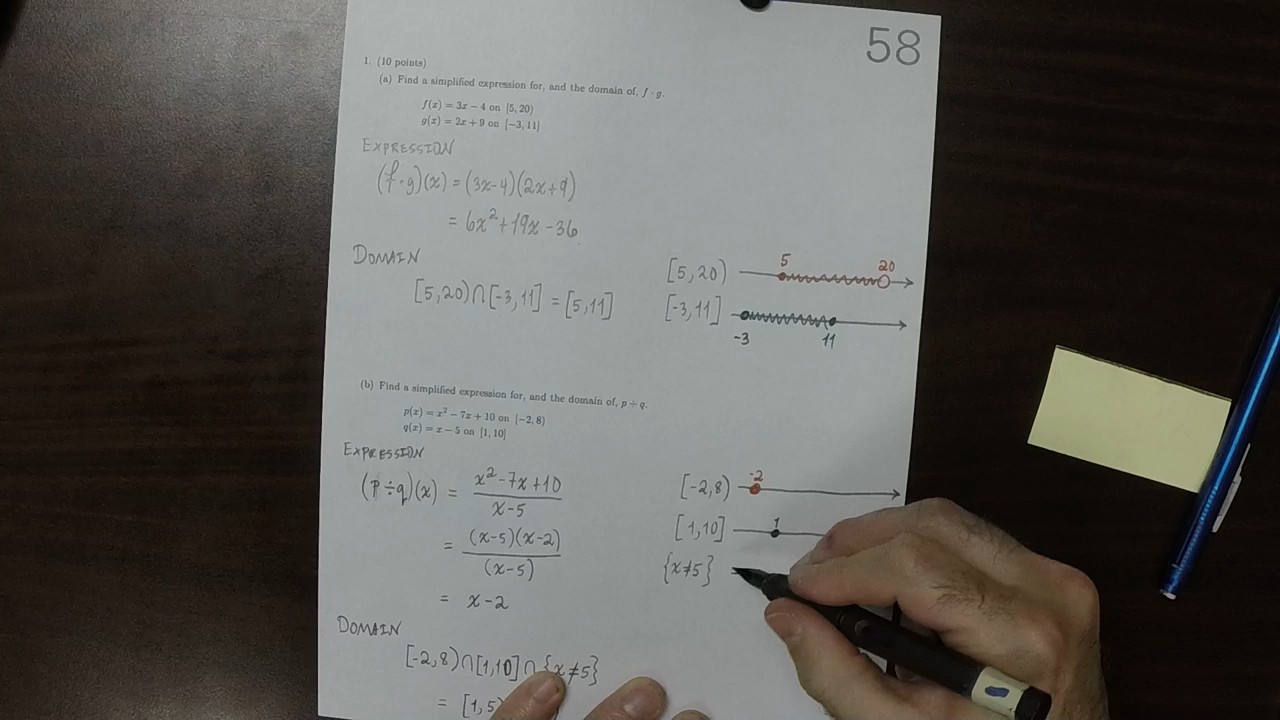 58
1. (10 points)
(a) Find a simplified expression for, and the domain of, f · g.
f(x) = 3x − 4 on [5, 20)
g(x) = 2x + 9 on [−3, 11]
EXPRESSION
(f·g)(x) = (3x-4)(2x+9)
= 6x²+19x-36
DOMAIN
[5,20)∩[-3,11] = [5,11]
[5,20) 5 20
[-3,11] -3 11
(b) Find a simplified expression for, and the domain of, p ÷ q.
p(x) = x² − 7x + 10 on [−2, 8)
q(x) = x − 5 on [1, 10]
EXPRESSION
(p÷q)(x) = x²-7x+10
x-5
= (x-5)(x-2)
(x-5)
= x-2
[-2,8) -2
[1,10] 1
{x≠5}
DOMAIN
[-2,8)∩[1,10]∩{x≠5}
= [1,5)